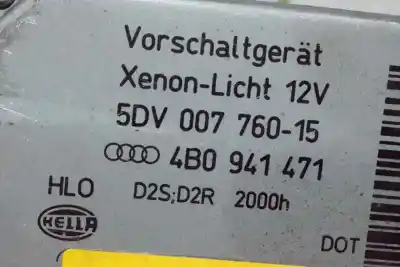 Vorschaltgerät
Xenon-Licht 12V
5DV 007 760-15
4B0 941 471
HLO D2S;D2R 2000h
HELLA
DOT